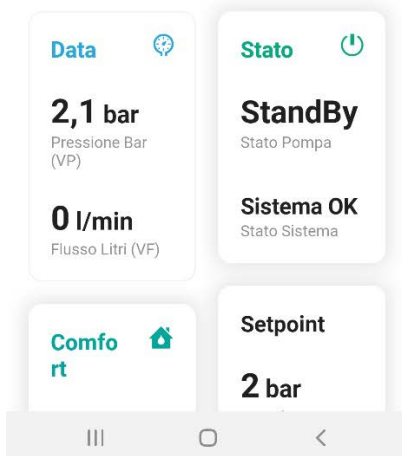 Data
2,1 bar
Pressione Bar
(VP)
0 l/min
Flusso Litri (VF)
Stato
StandBy
Stato Pompa
Sistema OK
Stato Sistema
Comfo
rt
Setpoint
2 bar